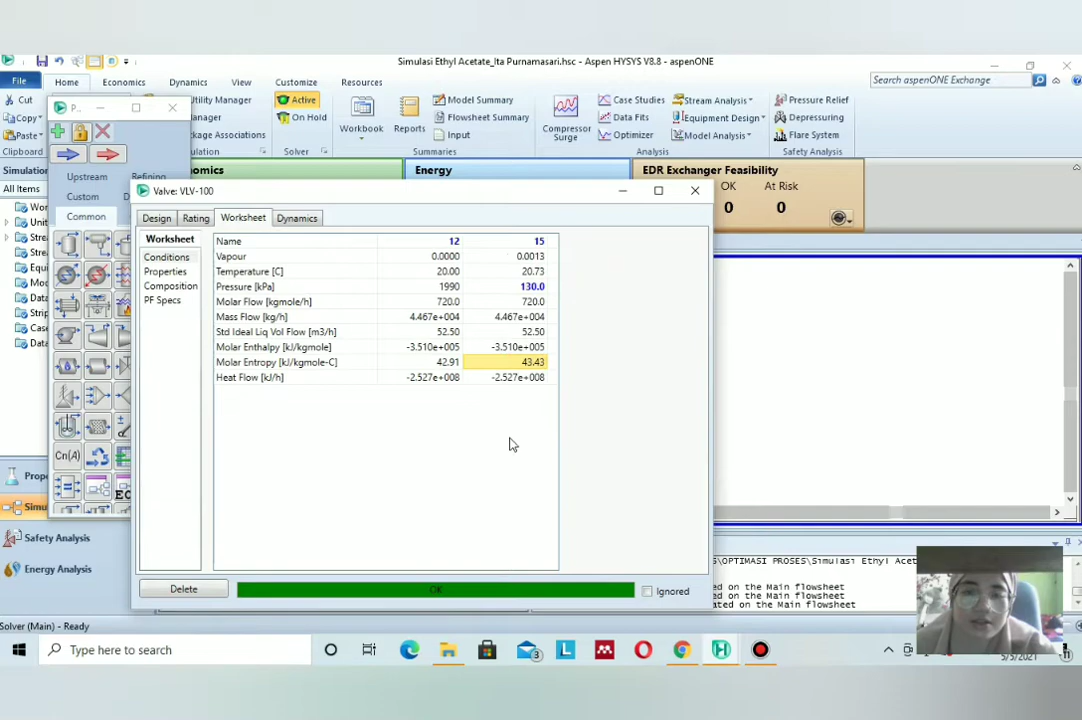 Simulasi Ethyl Acetate_Ita Purnamasari.hsc - Aspen HYSYS V8.8 - aspenONE
File Home Economics Dynamics View Customize Resources
Search aspenONE Exchange
Cut
Copy
Paste
Clipboard
P...
Utility Manager
Active
On Hold
Solver
Workbook
Reports
Model Summary
Flowsheet Summary
Input
Summaries
Compressor
Surge
Case Studies
Data Fits
Optimizer
Stream Analysis
Equipment Design
Model Analysis
Analysis
Pressure Relief
Depressuring
Flare System
Safety Analysis
Energy
EDR Exchanger Feasibility
OK At Risk
0 0
All Items
Upstream
Custom
Common
Cn(A)
Valve: VLV-100
Design Rating Worksheet Dynamics
Worksheet
Conditions
Properties
Composition
PF Specs
Name 12 15
Vapour 0.0000 0.0013
Temperature [C] 20.00 20.73
Pressure [kPa] 1990 130.0
Molar Flow [kgmole/h] 720.0 720.0
Mass Flow [kg/h] 4.467e+004 4.467e+004
Std Ideal Liq Vol Flow [m3/h] 52.50 52.50
Molar Enthalpy [kJ/kgmole] -3.510e+005 -3.510e+005
Molar Entropy [kJ/kgmole-C] 42.91 43.43
Heat Flow [kJ/h] -2.527e+008 -2.527e+008
Delete OK Ignored
Safety Analysis
Energy Analysis
Solver (Main) - Ready
Type here to search
3
5/5/2021